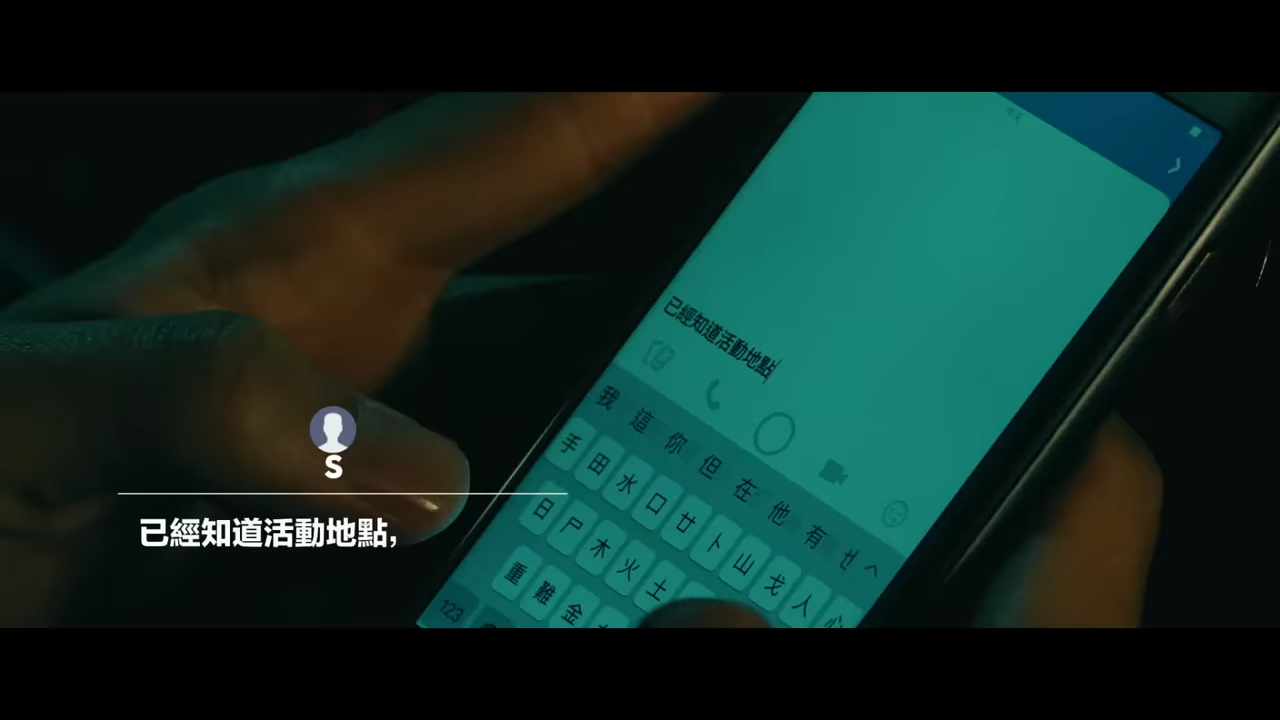 今天
已經知道活動地點
我 這 你 但 在 他 有 ㄝ
手 田 水 口 廿 卜 山 戈 人 心
日 尸 木 火 土
重 難 金
123
S
已經知道活動地點,